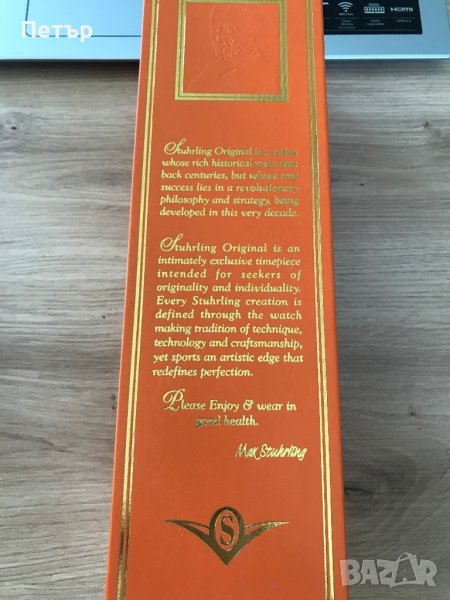 Петър
HDMI
Stuhrling Original is a
whose rich historical
back centuries, but whose true
success lies in a revolutionary
philosophy and strategy, being
developed in this very decade.
Stuhrling Original is an
intimately exclusive timepiece
intended for seekers of
originality and individuality.
Every Stuhrling creation is
defined through the watch
making tradition of technique,
technology and craftsmanship,
yet sports an artistic edge that
redefines perfection.
Please Enjoy & wear in
good health.
Max Stuhrling
S
BAZAR